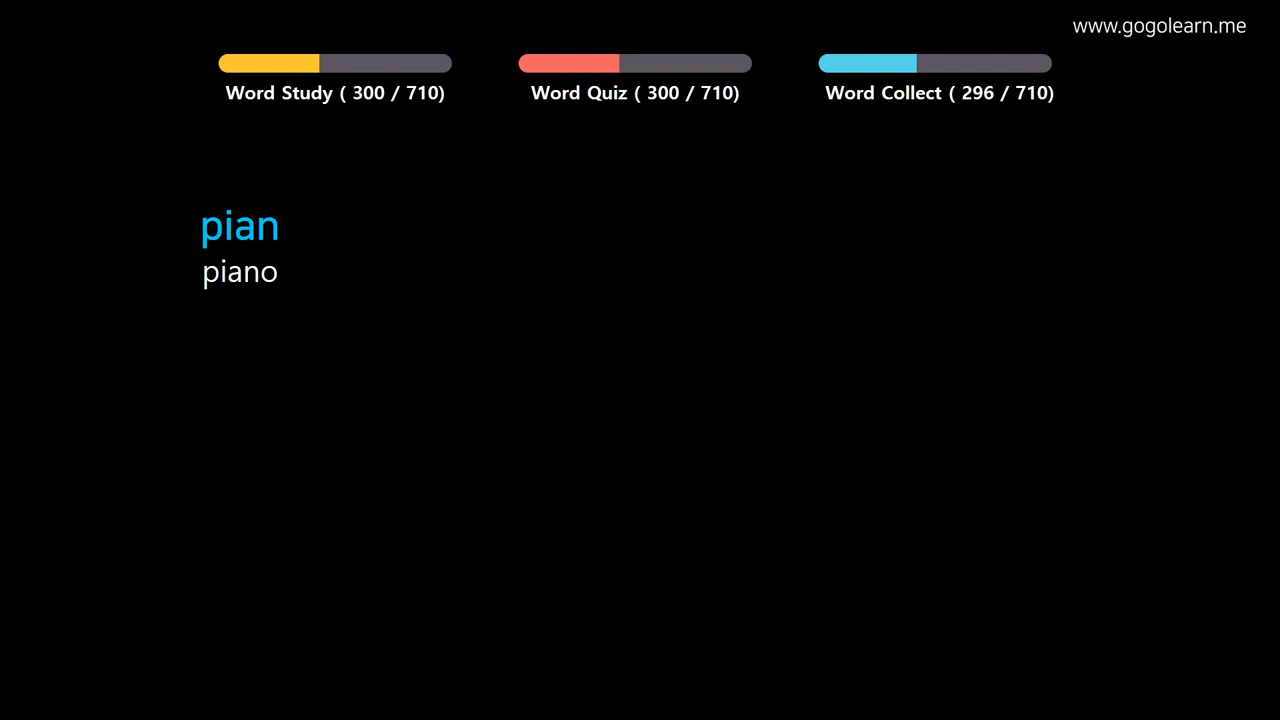 www.gogolearn.me
Word Study ( 300 / 710)
Word Quiz ( 300 / 710)
Word Collect ( 296 / 710)
pian
piano